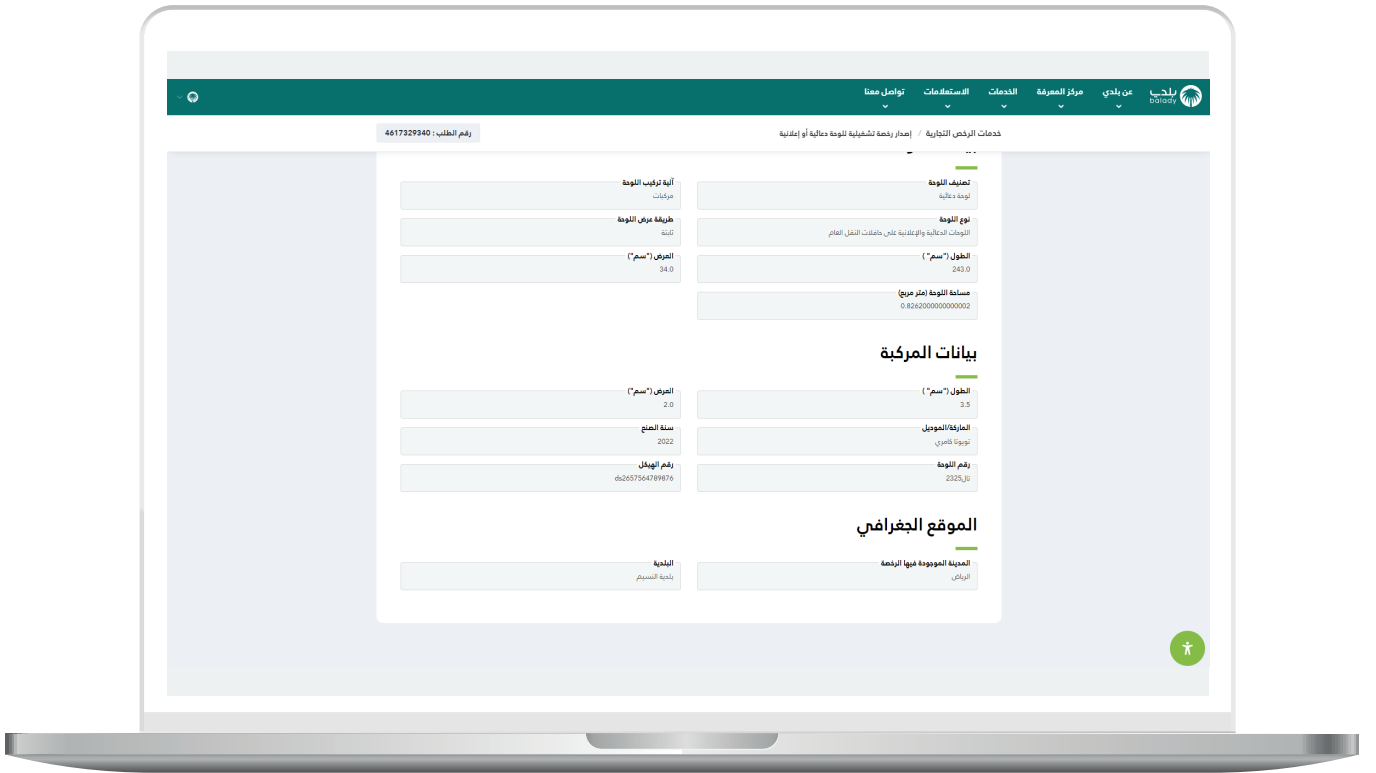 بلدي
balady
عن بلدي
مركز المعرفة
الخدمات
الاستعلامات
تواصل معنا
خدمات الرخص التجارية / إصدار رخصة تشغيلية للوحة دعائية أو إعلانية
رقم الطلب : 4617329340
تصنيف اللوحة
لوحة دعائية
آلية تركيب اللوحة
مركبات
نوع اللوحة
اللوحات الدعائية والإعلانية على حافلات النقل العام
طريقة عرض اللوحة
ثابتة
الطول ("سم" )
243.0
العرض ("سم")
34.0
مساحة اللوحة (متر مربع)
0.8262000000000002
بيانات المركبة
الطول ("سم" )
3.5
العرض ("سم")
2.0
الماركة/الموديل
تويوتا كامري
سنة الصنع
2022
رقم اللوحة
تال2325
رقم الهيكل
ds2657564789876
الموقع الجغرافي
المدينة الموجودة فيها الرخصة
الرياض
البلدية
بلدية النسيم